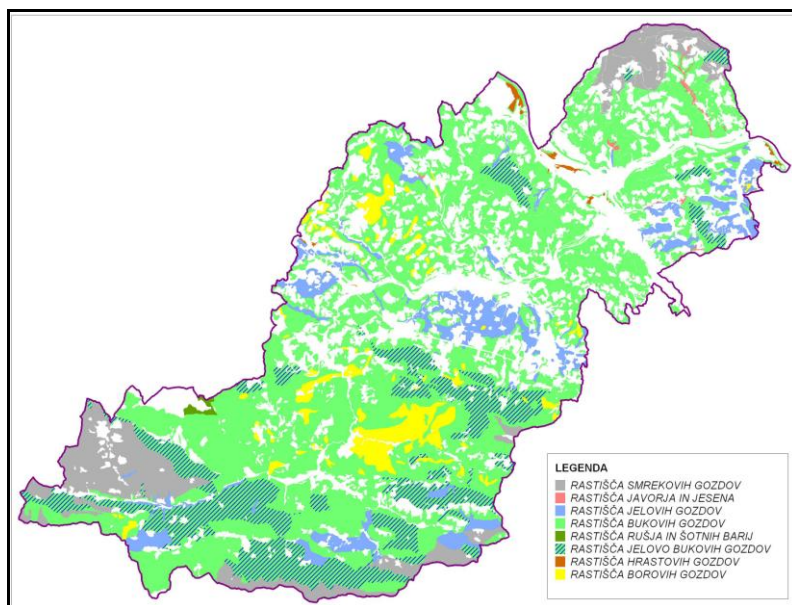 LEGENDA
RASTIŠČA SMREKOVIH GOZDOV
RASTIŠČA JAVORJA IN JESENA
RASTIŠČA JELOVIH GOZDOV
RASTIŠČA BUKOVIH GOZDOV
RASTIŠČA RUŠJA IN ŠOTNIH BARIJ
RASTIŠČA JELOVO BUKOVIH GOZDOV
RASTIŠČA HRASTOVIH GOZDOV
RASTIŠČA BOROVIH GOZDOV